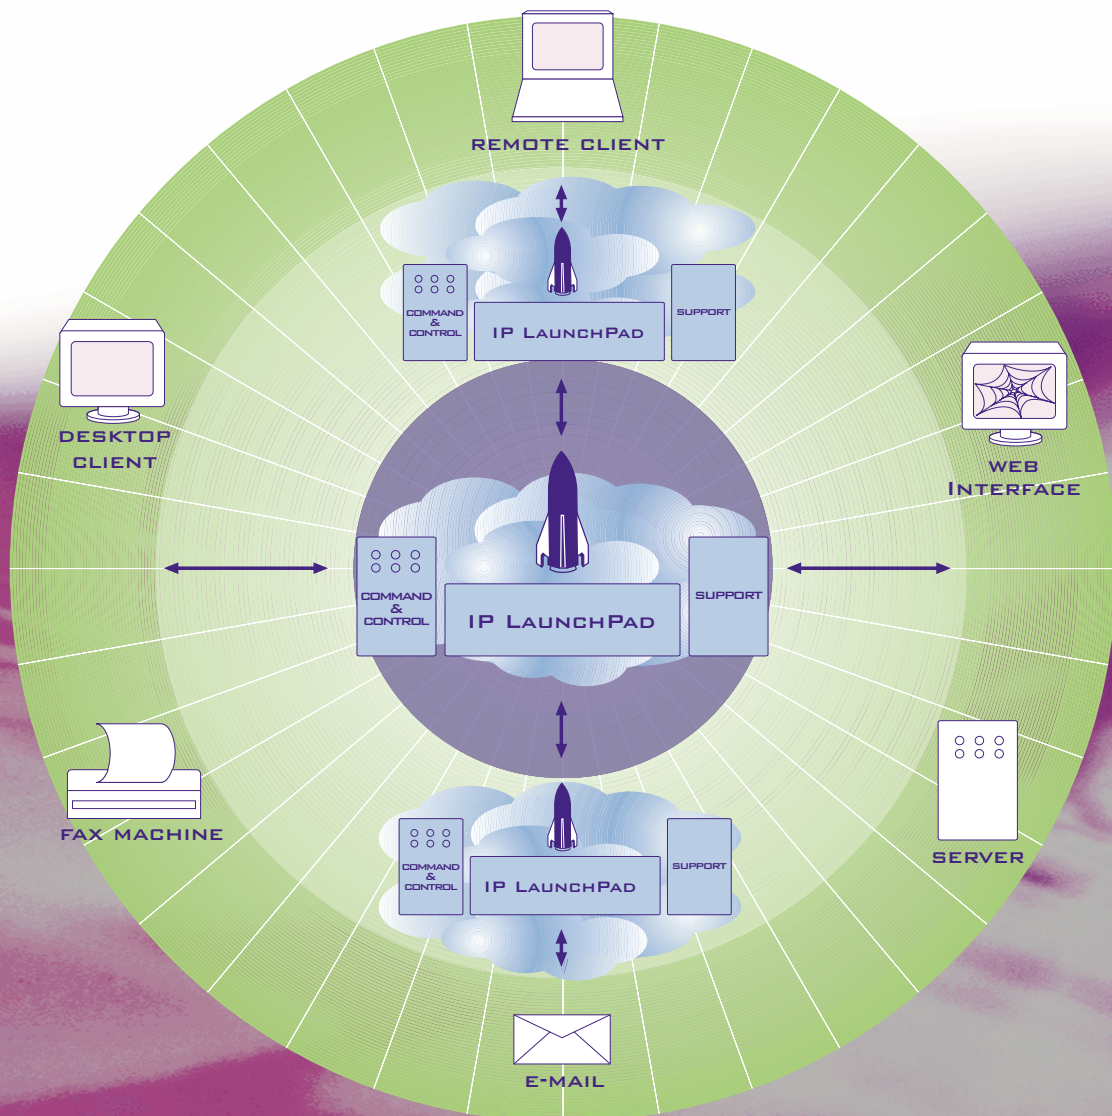 REMOTE CLIENT
COMMAND
&
CONTROL
IP LaunchPad
SUPPORT
DESKTOP
CLIENT
WEB
INTERFACE
COMMAND
&
CONTROL
IP LaunchPad
SUPPORT
FAX MACHINE
SERVER
COMMAND
&
CONTROL
IP LaunchPad
SUPPORT
E-MAIL